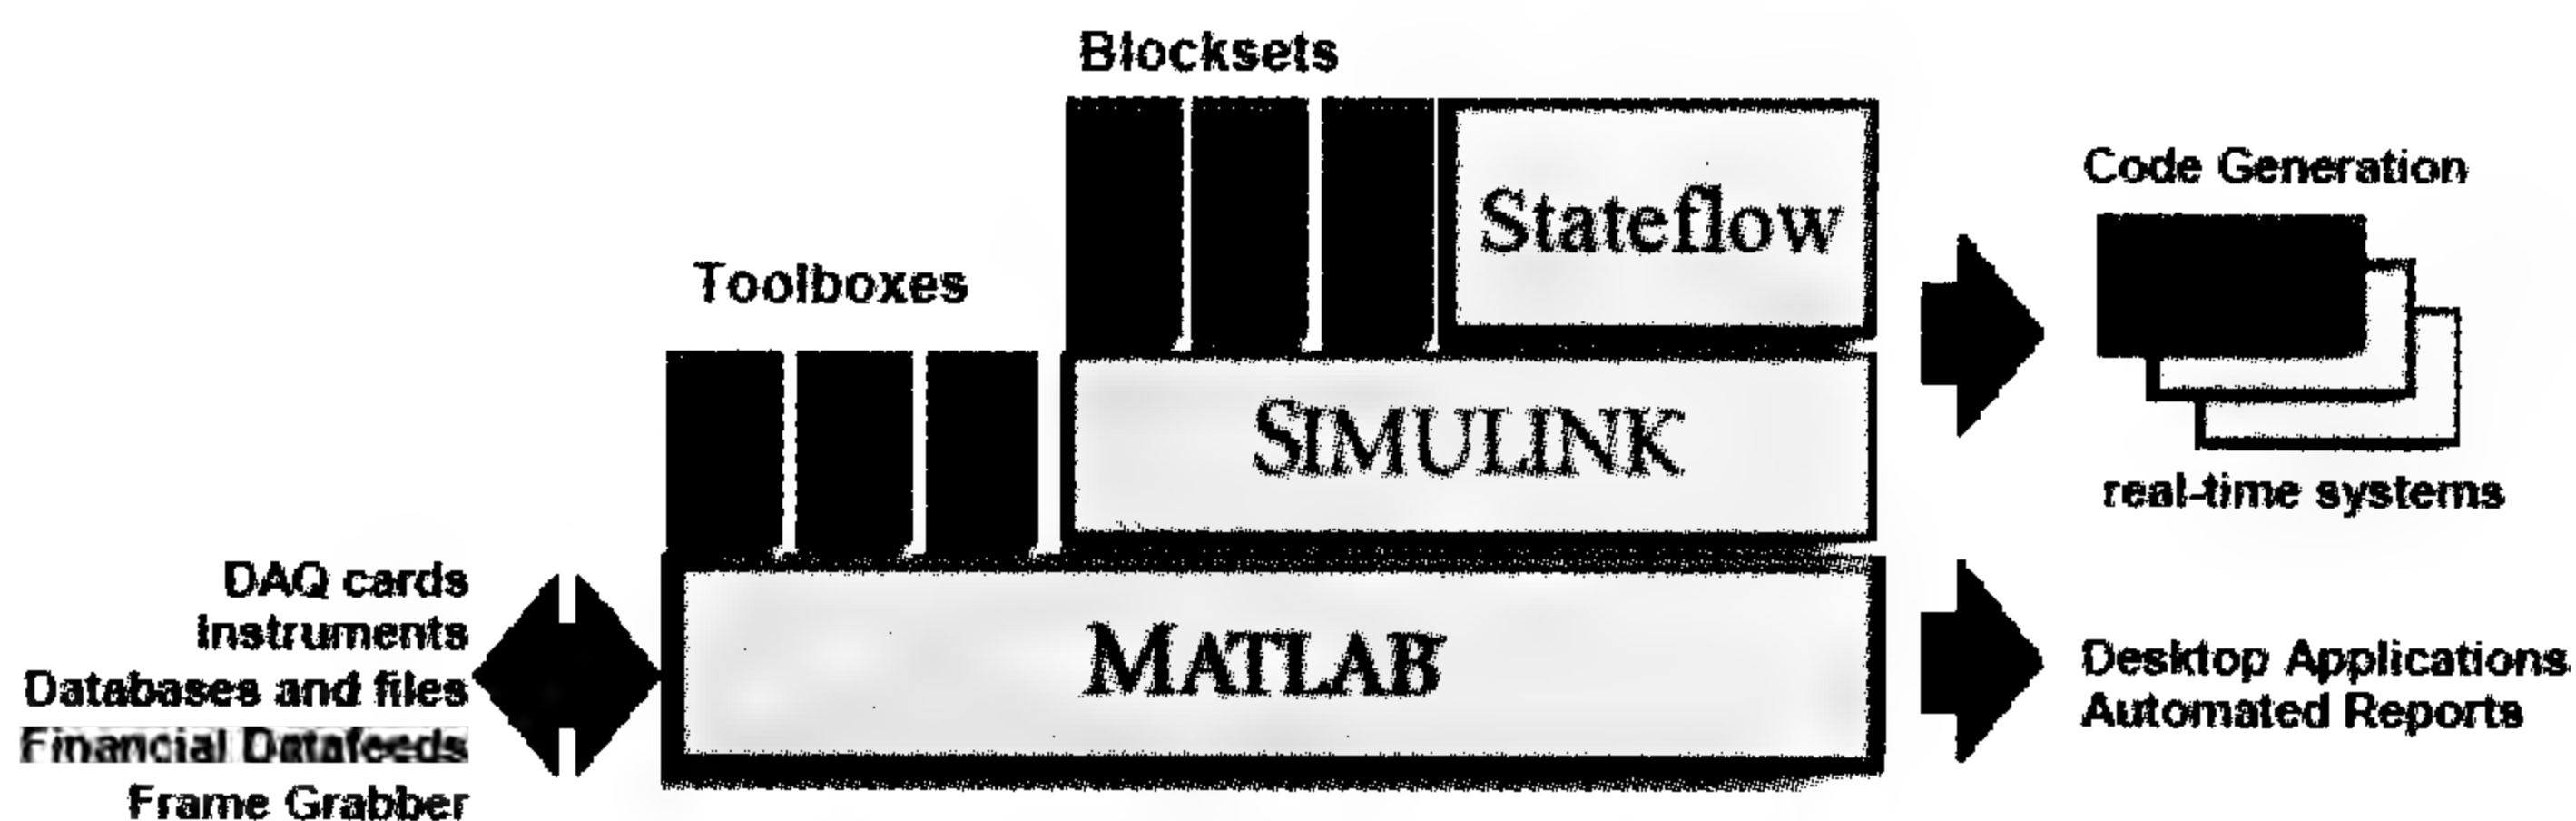 Blocksets
Stateflow
Code Generation
Toolboxes
SIMULINK
real-time systems
DAQ cards
Instruments
Databases and files
Financial Datafeeds
Frame Grabber
MATLAB
Desktop Applications
Automated Reports